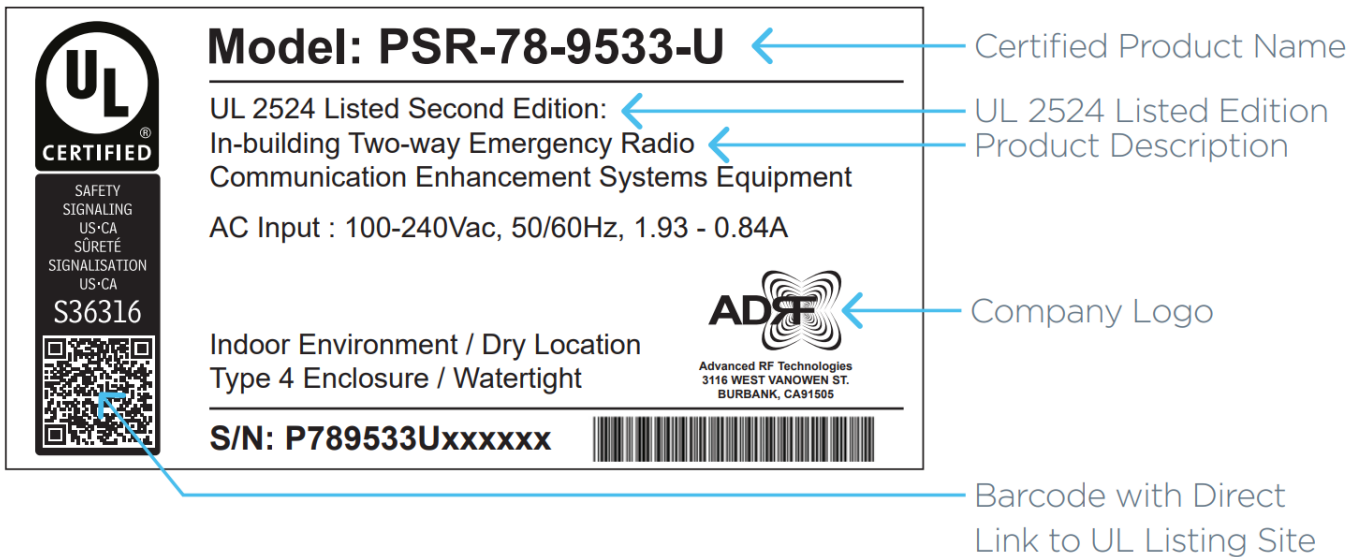 Model: PSR-78-9533-U
Certified Product Name
UL 2524 Listed Second Edition:
UL 2524 Listed Edition
In-building Two-way Emergency Radio
Product Description
Communication Enhancement Systems Equipment
AC Input : 100-240Vac, 50/60Hz, 1.93 - 0.84A
UL
®
CERTIFIED
SAFETY
SIGNALING
US•CA
SÛRETÉ
SIGNALISATION
US•CA
S36316
ADRF
Company Logo
Indoor Environment / Dry Location
Type 4 Enclosure / Watertight
Advanced RF Technologies
3116 WEST VANOWEN ST.
BURBANK, CA91505
S/N: P789533Uxxxxxx
Barcode with Direct
Link to UL Listing Site